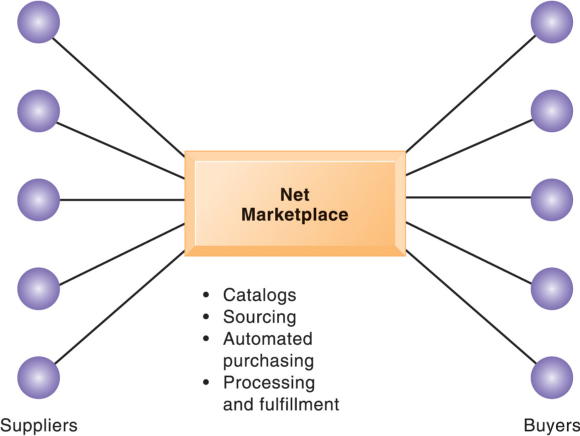 Net
Marketplace
• Catalogs
• Sourcing
• Automated
purchasing
• Processing
and fulfillment
Suppliers
Buyers